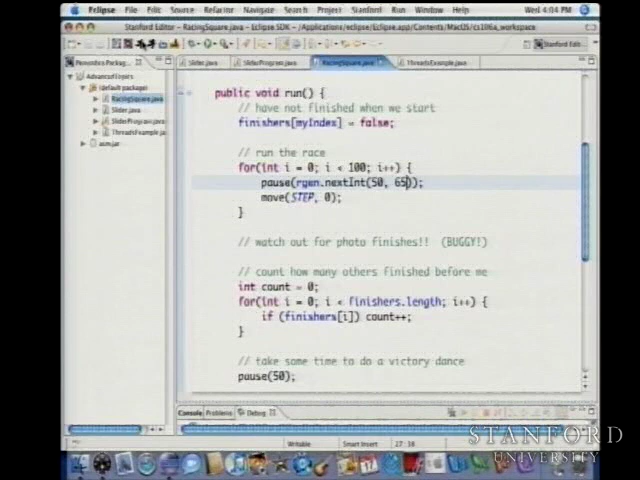 Eclipse File Edit Source Refactor Navigate Search Project Stanford Run Window Help Wed 4:04 PM
Stanford Editor - RacingSquare.java - Eclipse SDK - /Applications/eclipse/Eclipse.app/Contents/MacOS/cs106a_workspace
Stanford Edit...
Slider.java SliderProgram.java RacingSquare.java ThreadsExample.java
AdvancedTopics
(default package)
RacingSquare.java
Slider.java
SliderProgram.java
ThreadsExample.ja
acm.jar
public void run() {
// have not finished when we start
finishers[myIndex] = false;
// run the race
for(int i = 0; i < 100; i++) {
pause(rgen.nextInt(50, 65));
move(STEP, 0);
}
// watch out for photo finishes!! (BUGGY!)
// count how many others finished before me
int count = 0;
for(int i = 0; i < finishers.length; i++) {
if (finishers[i]) count++;
}
// take some time to do a victory dance
pause(50);
Console Problems Debug
Writable Smart Insert 27 : 38
STANFORD
UNIVERSITY